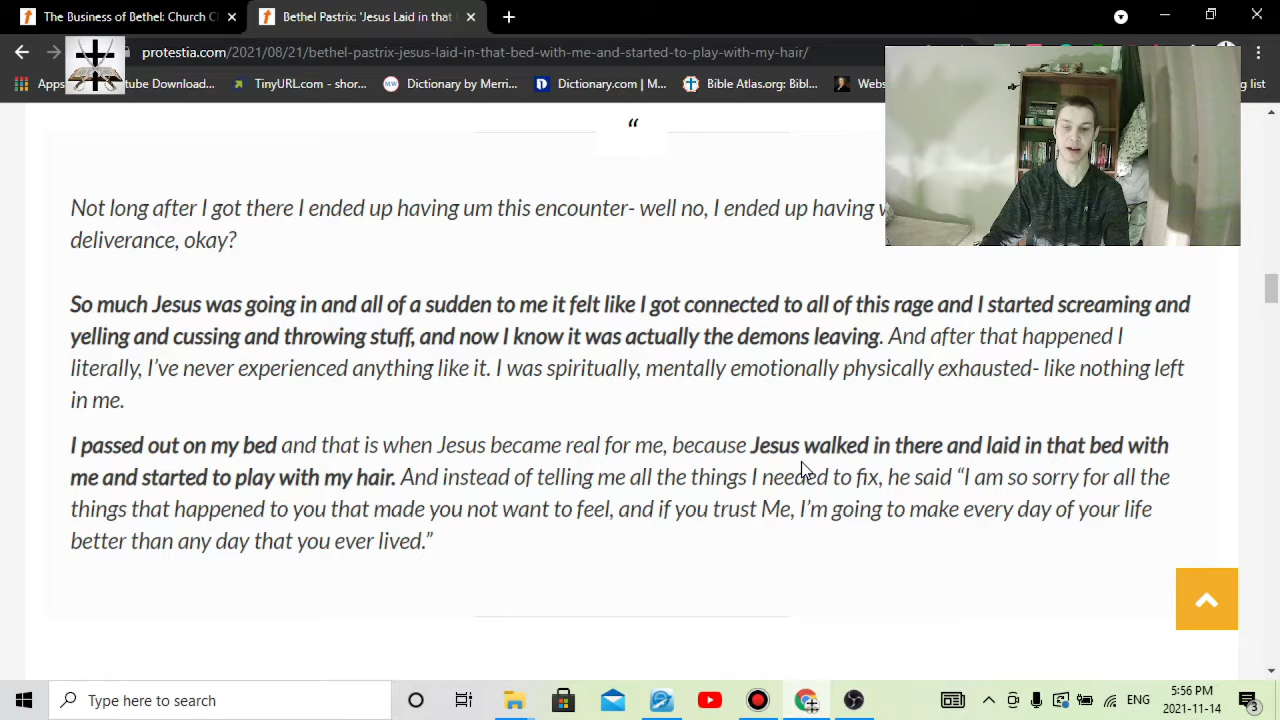 The Business of Bethel: Church C
Bethel Pastrix: 'Jesus Laid in that
protestia.com/2021/08/21/bethel-pastrix-jesus-laid-in-that-bed-with-me-and-started-to-play-with-my
Apps
tube Download...
TinyURL.com - shor...
MW
Dictionary by Merri...
D
Dictionary.com | M...
Bible Atlas.org: Bibl...
Webs
g list
“
Not long after I got there I ended up having um this encounter- well no, I ended up having
deliverance, okay?
So much Jesus was going in and all of a sudden to me it felt like I got connected to all of this rage and I started screaming and
yelling and cussing and throwing stuff, and now I know it was actually the demons leaving. And after that happened I
literally, I’ve never experienced anything like it. I was spiritually, mentally emotionally physically exhausted- like nothing left
in me.
I passed out on my bed and that is when Jesus became real for me, because Jesus walked in there and laid in that bed with
me and started to play with my hair. And instead of telling me all the things I needed to fix, he said “I am so sorry for all the
things that happened to you that made you not want to feel, and if you trust Me, I’m going to make every day of your life
better than any day that you ever lived.”
Type here to search
ENG
5:56 PM
2021-11-14
3